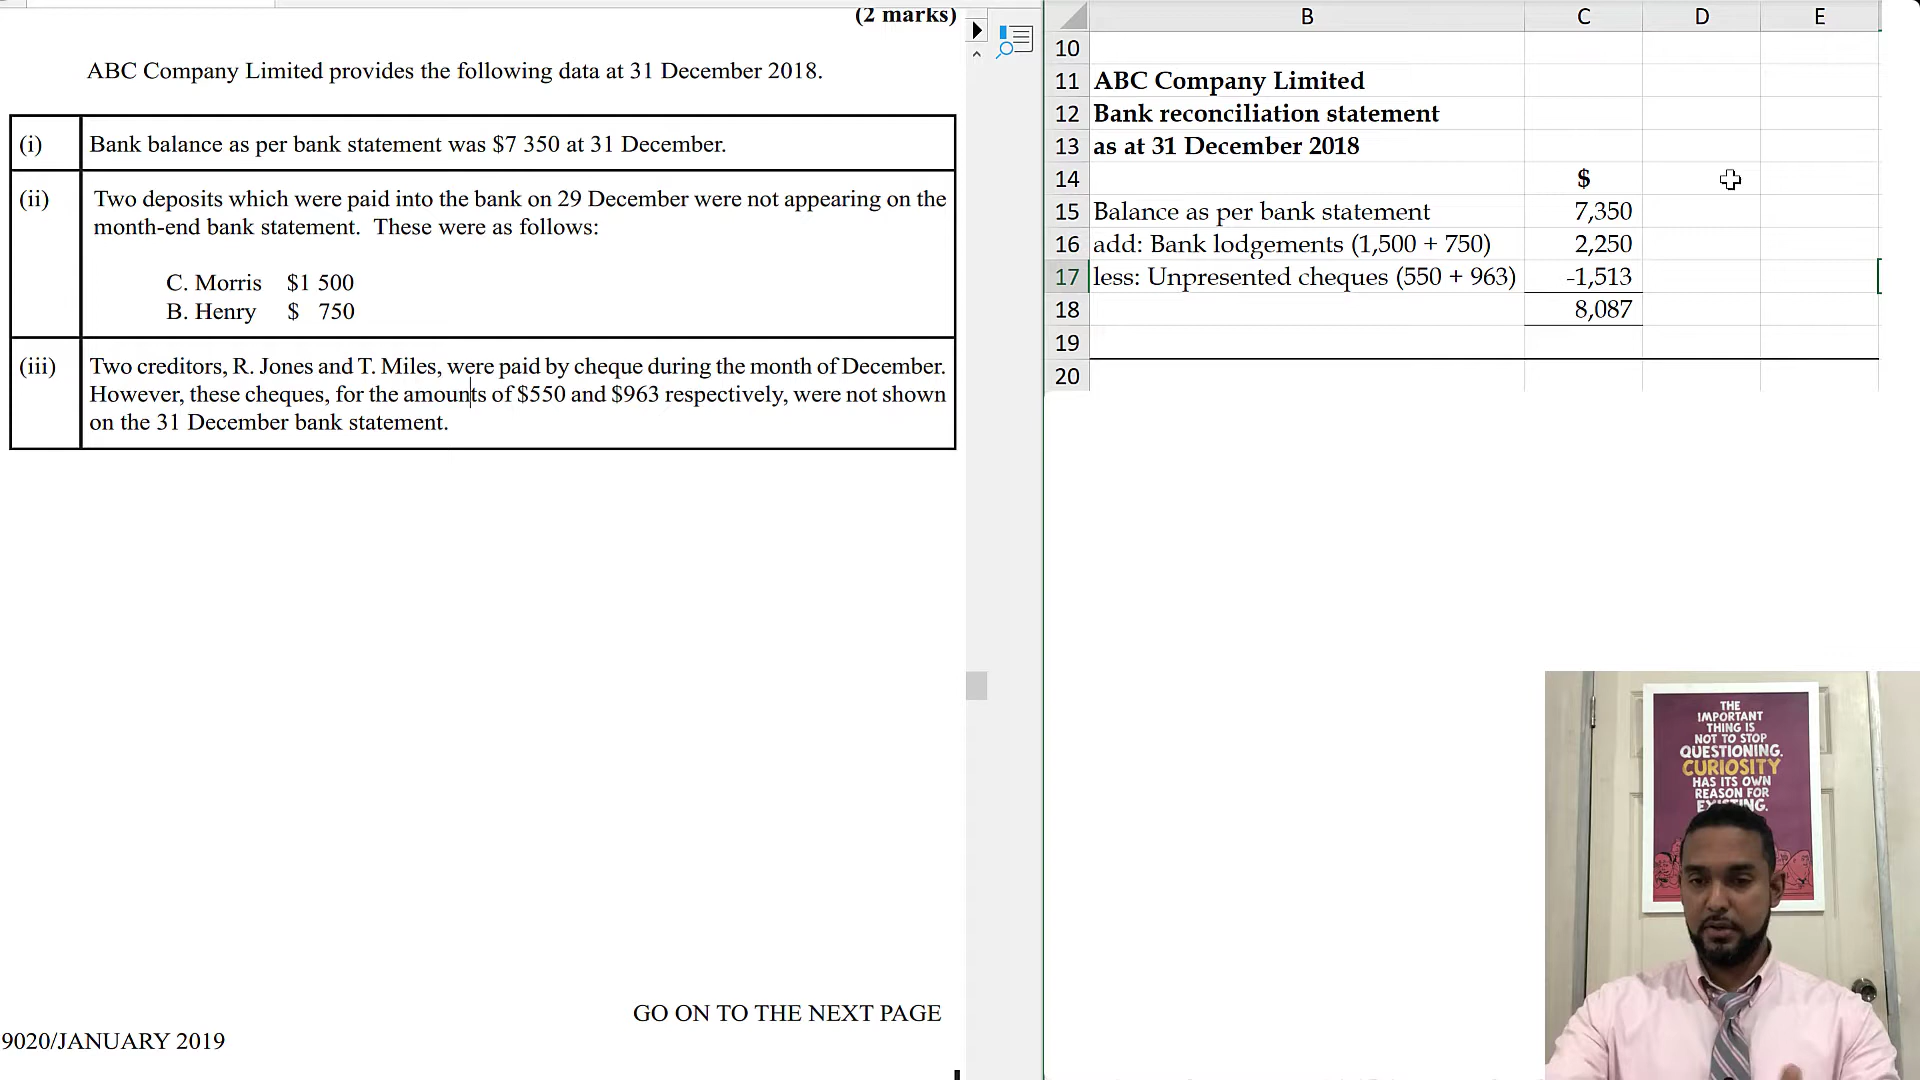 (2 marks)
ABC Company Limited provides the following data at 31 December 2018.
(i) Bank balance as per bank statement was $7 350 at 31 December.
(ii) Two deposits which were paid into the bank on 29 December were not appearing on the
month-end bank statement. These were as follows:
C. Morris $1 500
B. Henry $ 750
(iii) Two creditors, R. Jones and T. Miles, were paid by cheque during the month of December.
However, these cheques, for the amounts of $550 and $963 respectively, were not shown
on the 31 December bank statement.
GO ON TO THE NEXT PAGE
9020/JANUARY 2019
B C D E
10
11 ABC Company Limited
12 Bank reconciliation statement
13 as at 31 December 2018
14 $
15 Balance as per bank statement 7,350
16 add: Bank lodgements (1,500 + 750) 2,250
17 less: Unpresented cheques (550 + 963) -1,513
18 8,087
19
20
THE
IMPORTANT
THING IS
NOT TO STOP
QUESTIONING.
CURIOSITY
HAS ITS OWN
REASON FOR
EXISTING.